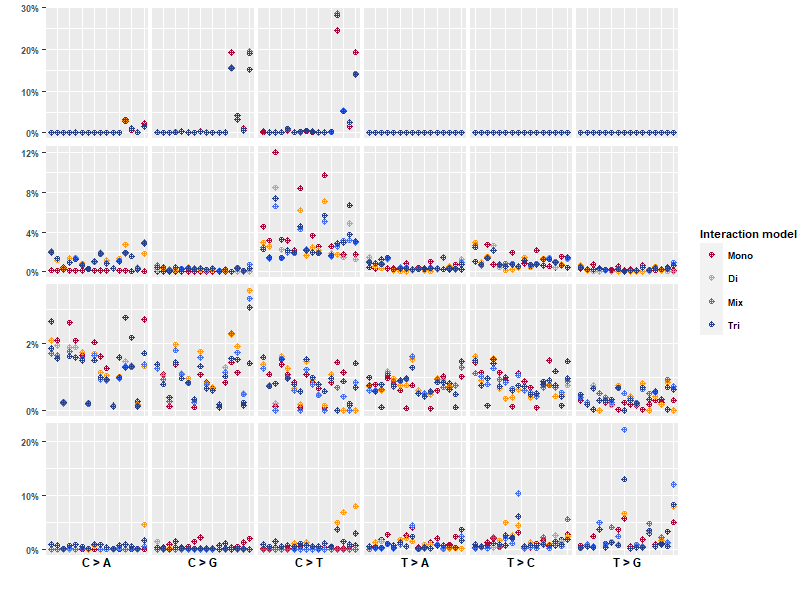 30%
20%
10%
0%
12%
8%
4%
0%
2%
0%
20%
10%
0%
C > A C > G C > T T > A T > C T > G
Interaction model
Mono
Di
Mix
Tri